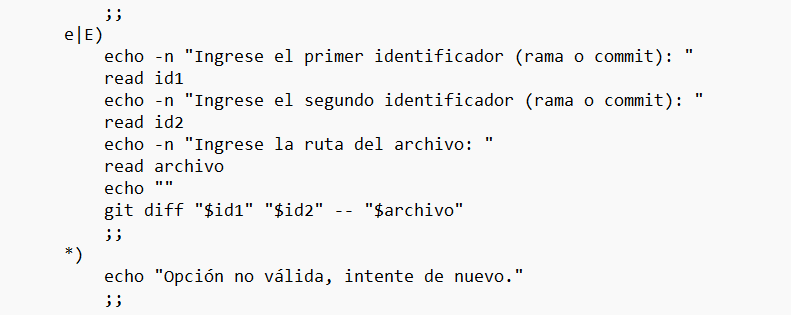 ;;
e|E)
echo -n "Ingrese el primer identificador (rama o commit): "
read id1
echo -n "Ingrese el segundo identificador (rama o commit): "
read id2
echo -n "Ingrese la ruta del archivo: "
read archivo
echo ""
git diff "$id1" "$id2" -- "$archivo"
;;
*)
echo "Opción no válida, intente de nuevo."
;;